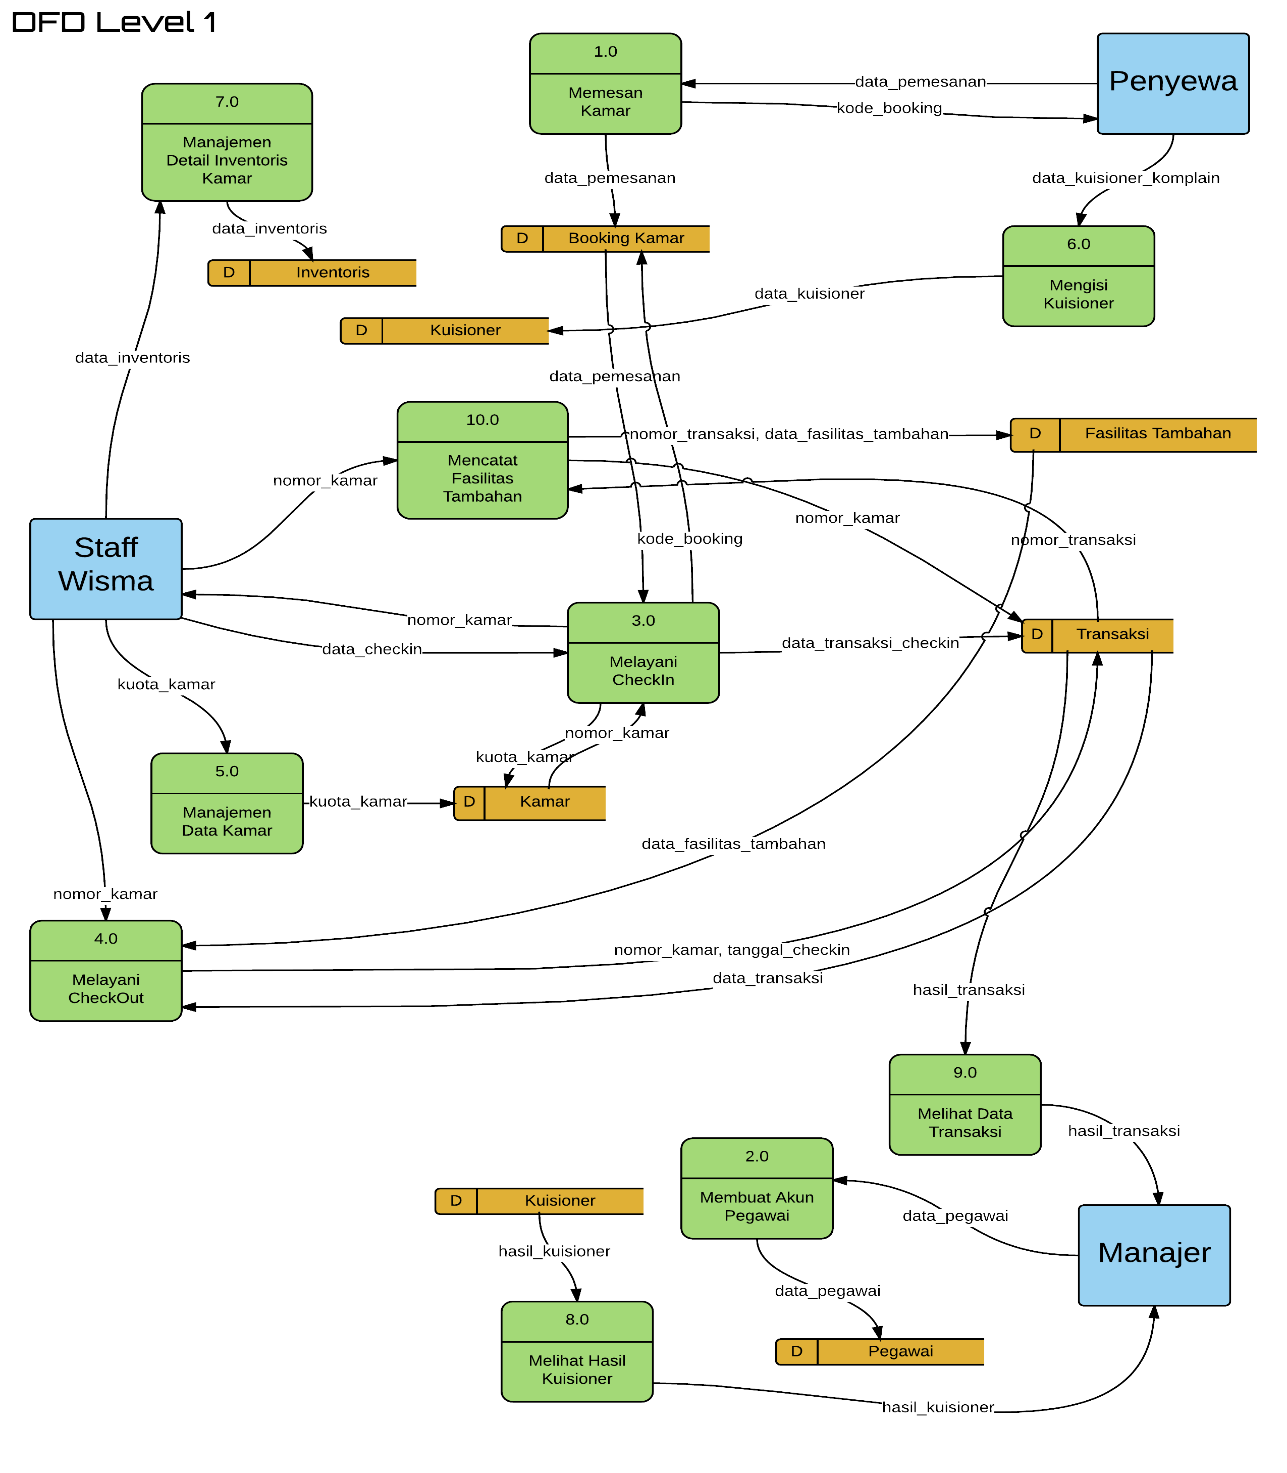 DFD Level 1
1.0
Memesan
Kamar
Penyewa
data_pemesanan
kode_booking
7.0
Manajemen
Detail Inventoris
Kamar
data_pemesanan
data_kuisioner_komplain
data_inventoris
D Booking Kamar
6.0
Mengisi
Kuisioner
D Inventoris
data_kuisioner
D Kuisioner
data_inventoris
data_pemesanan
10.0
Mencatat
Fasilitas
Tambahan
nomor_transaksi, data_fasilitas_tambahan
D Fasilitas Tambahan
nomor_kamar
nomor_kamar
kode_booking
nomor_transaksi
Staff
Wisma
nomor_kamar
data_checkin
3.0
Melayani
CheckIn
data_transaksi_checkin
D Transaksi
kuota_kamar
nomor_kamar
kuota_kamar
5.0
Manajemen
Data Kamar
kuota_kamar
D Kamar
data_fasilitas_tambahan
nomor_kamar
4.0
Melayani
CheckOut
nomor_kamar, tanggal_checkin
data_transaksi
hasil_transaksi
9.0
Melihat Data
Transaksi
hasil_transaksi
2.0
Membuat Akun
Pegawai
D Kuisioner
data_pegawai
Manajer
hasil_kuisioner
data_pegawai
8.0
Melihat Hasil
Kuisioner
D Pegawai
hasil_kuisioner